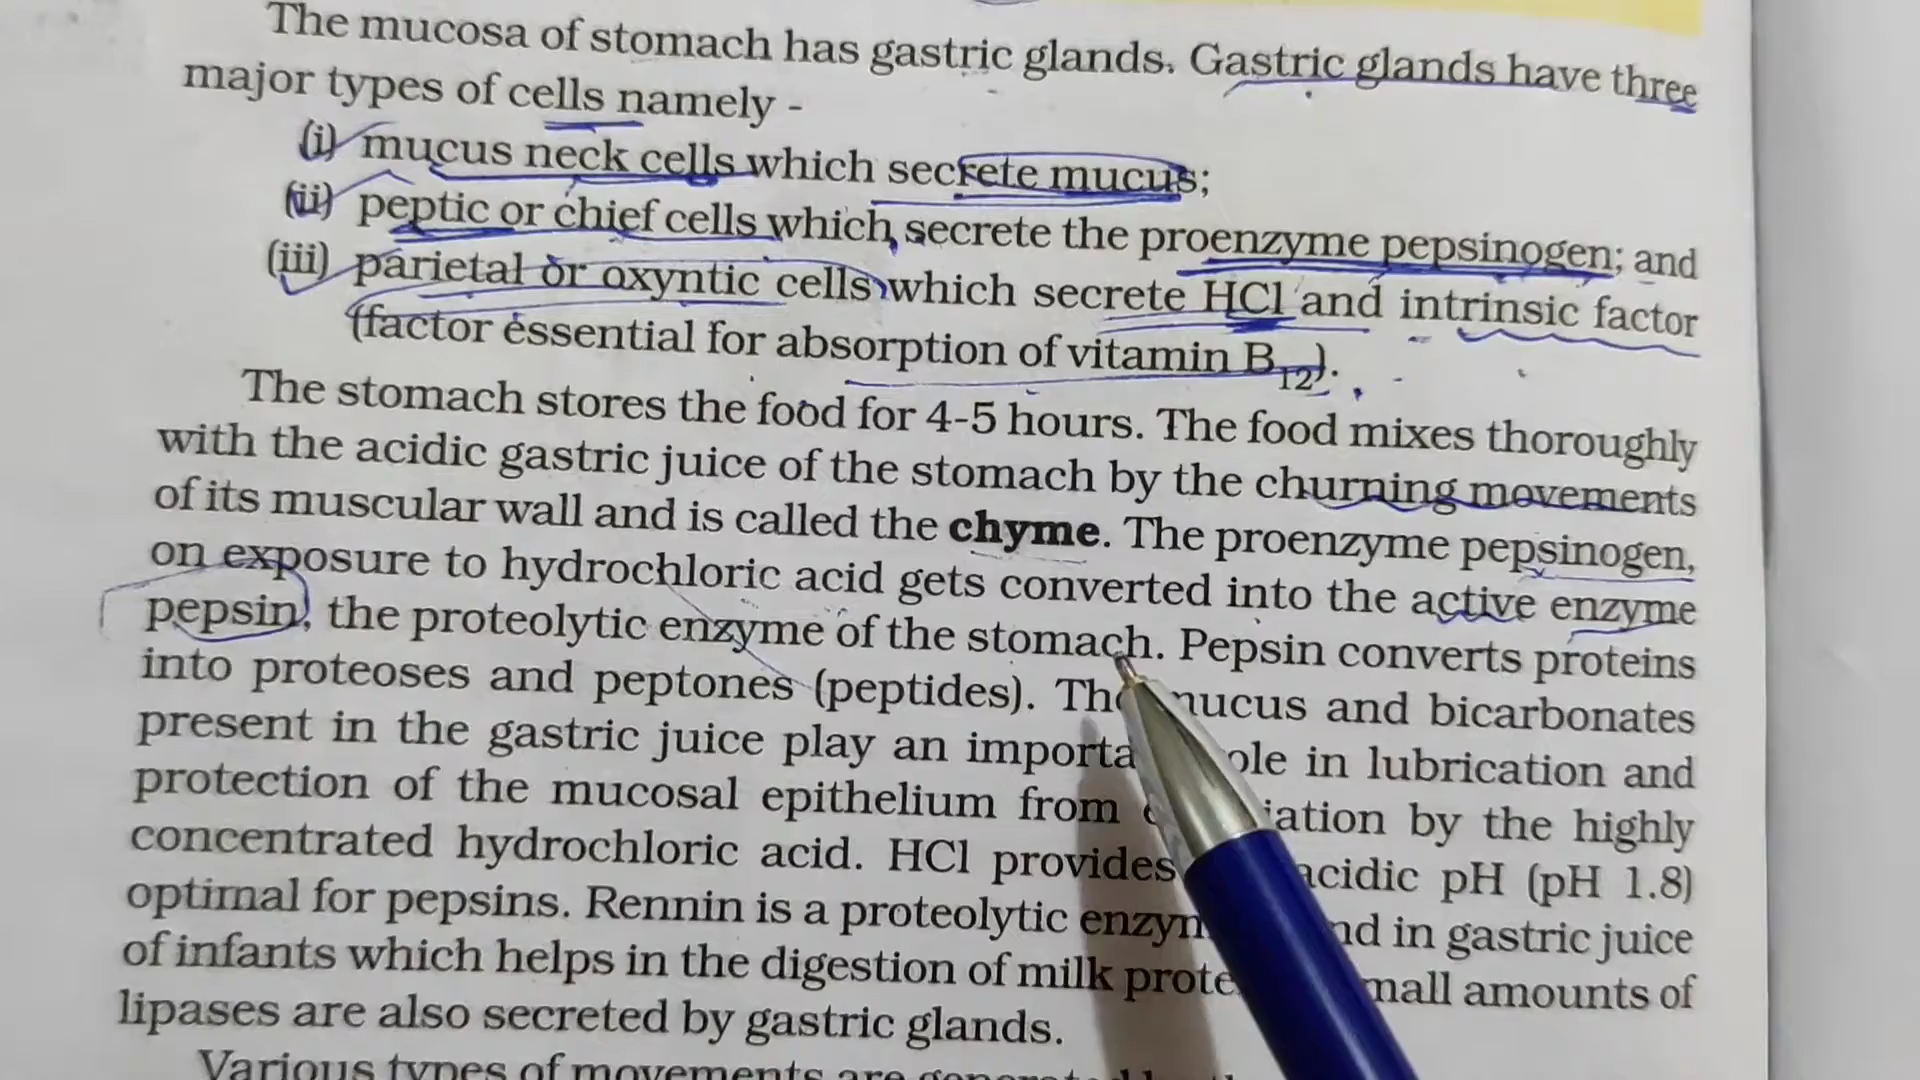 The mucosa of stomach has gastric glands. Gastric glands have three
major types of cells namely -
(i) mucus neck cells which secrete mucus;
(ii) peptic or chief cells which secrete the proenzyme pepsinogen; and
(iii) parietal or oxyntic cells which secrete HCl and intrinsic factor
(factor essential for absorption of vitamin B12).
The stomach stores the food for 4-5 hours. The food mixes thoroughly
with the acidic gastric juice of the stomach by the churning movements
of its muscular wall and is called the chyme. The proenzyme pepsinogen,
on exposure to hydrochloric acid gets converted into the active enzyme
pepsin, the proteolytic enzyme of the stomach. Pepsin converts proteins
into proteoses and peptones (peptides). The mucus and bicarbonates
present in the gastric juice play an important role in lubrication and
protection of the mucosal epithelium from by the highly
concentrated hydrochloric acid. HCl provides acidic pH (pH 1.8)
optimal for pepsins. Rennin is a proteolytic in gastric juice
of infants which helps in the digestion of milk small amounts of
lipases are also secreted by gastric glands.
Various types of movements are generated